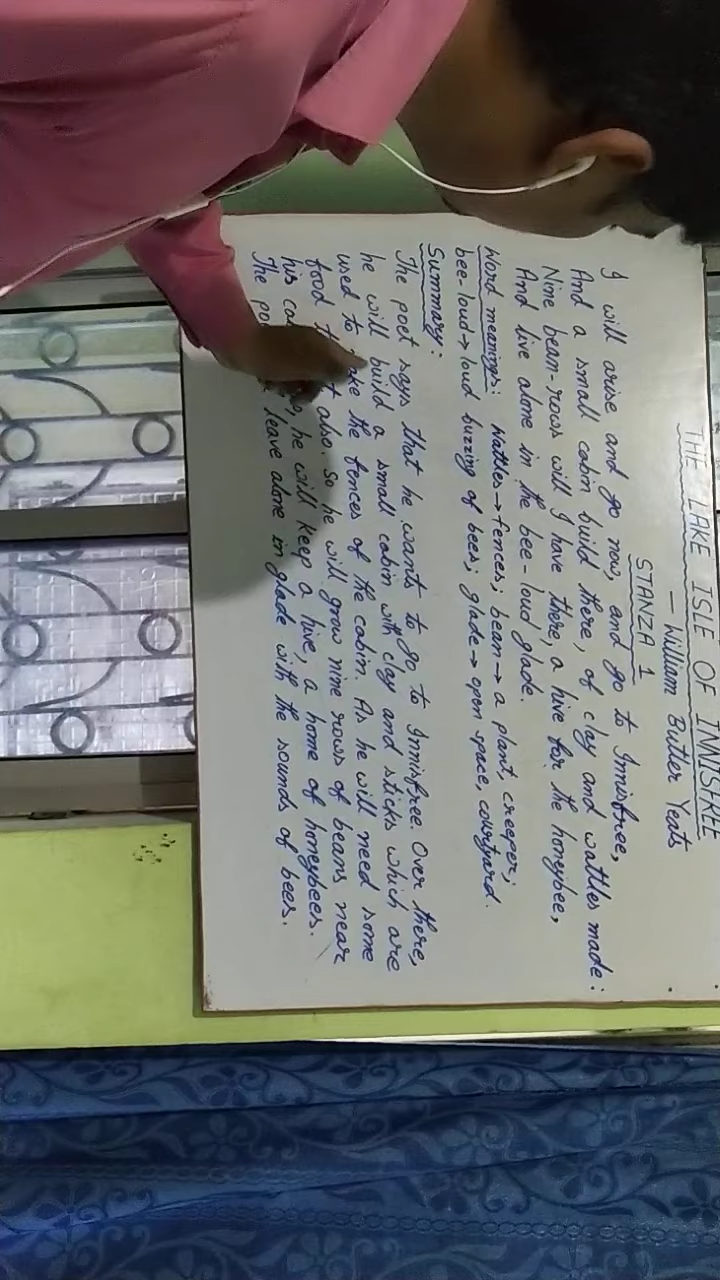 THE LAKE ISLE OF INNISFREE
— William Butler Yeats
STANZA 1
I will arise and go now, and go to Innisfree,
And a small cabin build there, of clay and wattles made:
Nine bean-rows will I have there, a hive for the honeybee,
And live alone in the bee-loud glade.
Word meanings: Wattles→fences; bean→ a plant, creeper;
bee-loud→loud buzzing of bees; glade→ open space, courtyard.
Summary:
The poet says that he wants to go to Innisfree. Over there,
he will build a small cabin with clay and sticks which are
used to make the fences of the cabin. As he will need some
food also. So he will grow nine rows of beans near
his he will keep a hive, a home of honeybees.
The leave alone in glade with the sounds of bees.